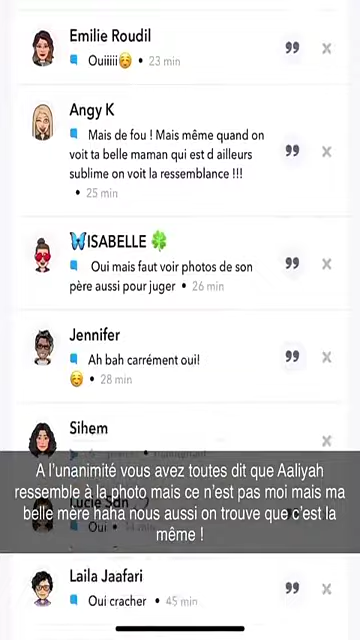 Emilie Roudil
Ouiiiii☺️ • 23 min
Angy K
Mais de fou ! Mais même quand on
voit ta belle maman qui est d ailleurs
sublime on voit la ressemblance !!!
• 25 min
🦋ISABELLE 🍀
Oui mais faut voir photos de son
père aussi pour juger • 26 min
Jennifer
Ah bah carrément oui!
☺️ • 28 min
Sihem
A l'unanimité vous avez toutes dit que Aaliyah
ressemble à la photo mais ce n'est pas moi mais ma
belle mère haha nous aussi on trouve que c'est la
même !
Lucie San
Oui •
Laila Jaafari
Oui cracher • 45 min